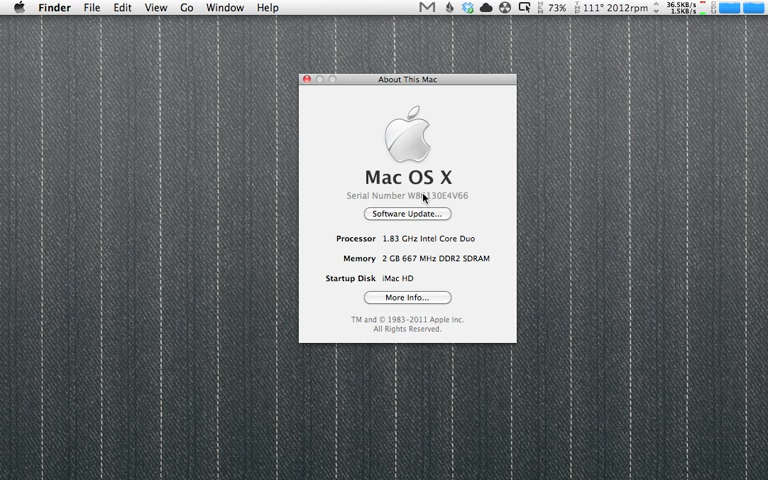 Finder File Edit View Go Window Help 73% 111° 2012rpm 36.5KB/s
1.5KB/s
About This Mac
Mac OS X
Serial Number
Software Update...
Processor 1.83 GHz Intel Core Duo
Memory 2 GB 667 MHz DDR2 SDRAM
Startup Disk iMac HD
More Info...
TM and © 1983-2011 Apple Inc.
All Rights Reserved.